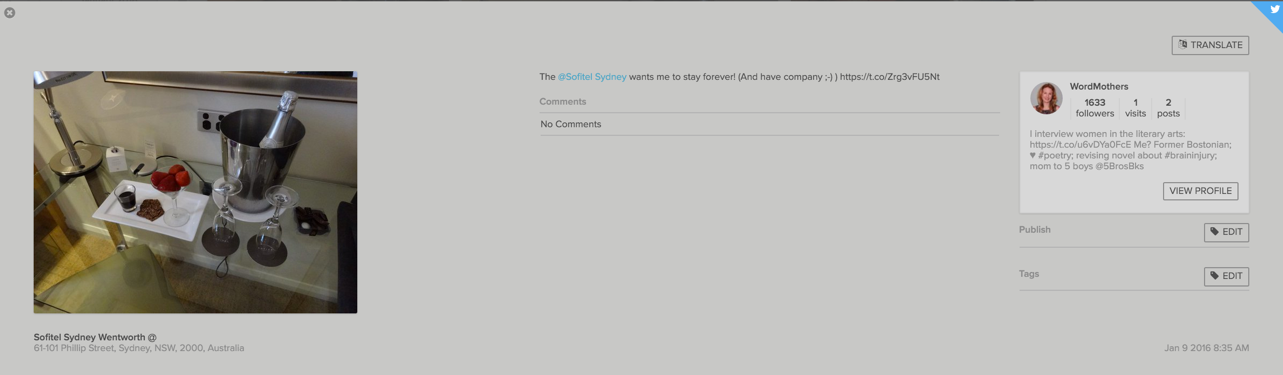 TRANSLATE
The @Sofitel Sydney wants me to stay forever! (And have company ;-) ) https://t.co/Zrg3vFU5Nt
Comments
No Comments
WordMothers
1633 1 2
followers visits posts
I interview women in the literary arts:
https://t.co/u6vDYa0FcE Me? Former Bostonian;
♥ #poetry; revising novel about #braininjury;
mom to 5 boys @5BrosBks
VIEW PROFILE
Publish EDIT
Tags EDIT
Sofitel Sydney Wentworth @
61-101 Phillip Street, Sydney, NSW, 2000, Australia
Jan 9 2016 8:35 AM